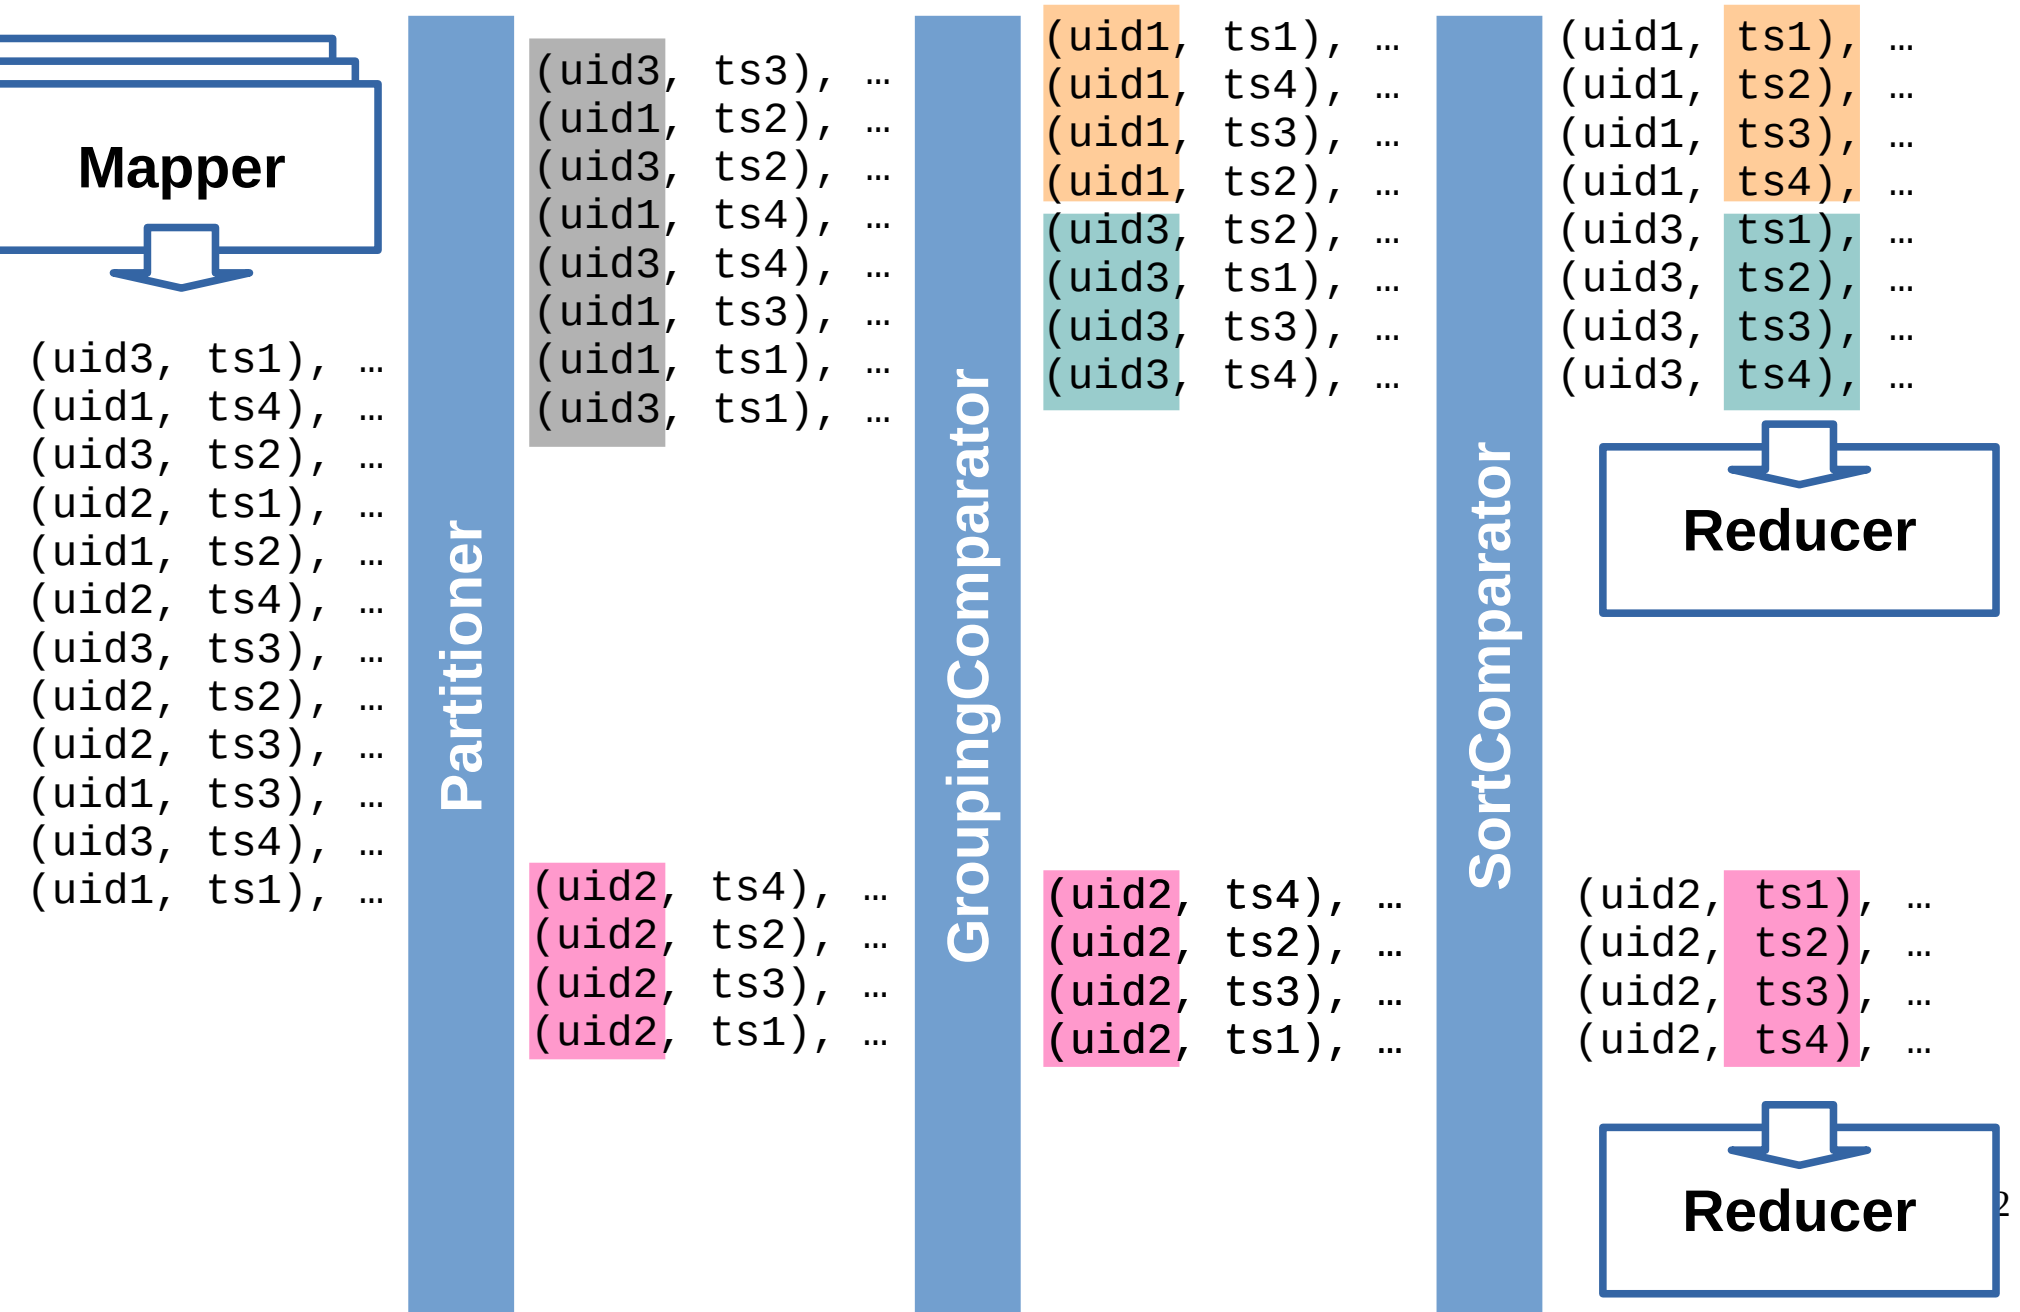 Mapper
(uid3, ts1), …
(uid1, ts4), …
(uid3, ts2), …
(uid2, ts1), …
(uid1, ts2), …
(uid2, ts4), …
(uid3, ts3), …
(uid2, ts2), …
(uid2, ts3), …
(uid1, ts3), …
(uid3, ts4), …
(uid1, ts1), …
Partitioner
(uid3, ts3), …
(uid1, ts2), …
(uid3, ts2), …
(uid1, ts4), …
(uid3, ts4), …
(uid1, ts3), …
(uid1, ts1), …
(uid3, ts1), …
(uid2, ts4), …
(uid2, ts2), …
(uid2, ts3), …
(uid2, ts1), …
GroupingComparator
(uid1, ts1), …
(uid1, ts4), …
(uid1, ts3), …
(uid1, ts2), …
(uid3, ts2), …
(uid3, ts1), …
(uid3, ts3), …
(uid3, ts4), …
(uid2, ts4), …
(uid2, ts2), …
(uid2, ts3), …
(uid2, ts1), …
SortComparator
(uid1, ts1), …
(uid1, ts2), …
(uid1, ts3), …
(uid1, ts4), …
(uid3, ts1), …
(uid3, ts2), …
(uid3, ts3), …
(uid3, ts4), …
Reducer
(uid2, ts1), …
(uid2, ts2), …
(uid2, ts3), …
(uid2, ts4), …
Reducer